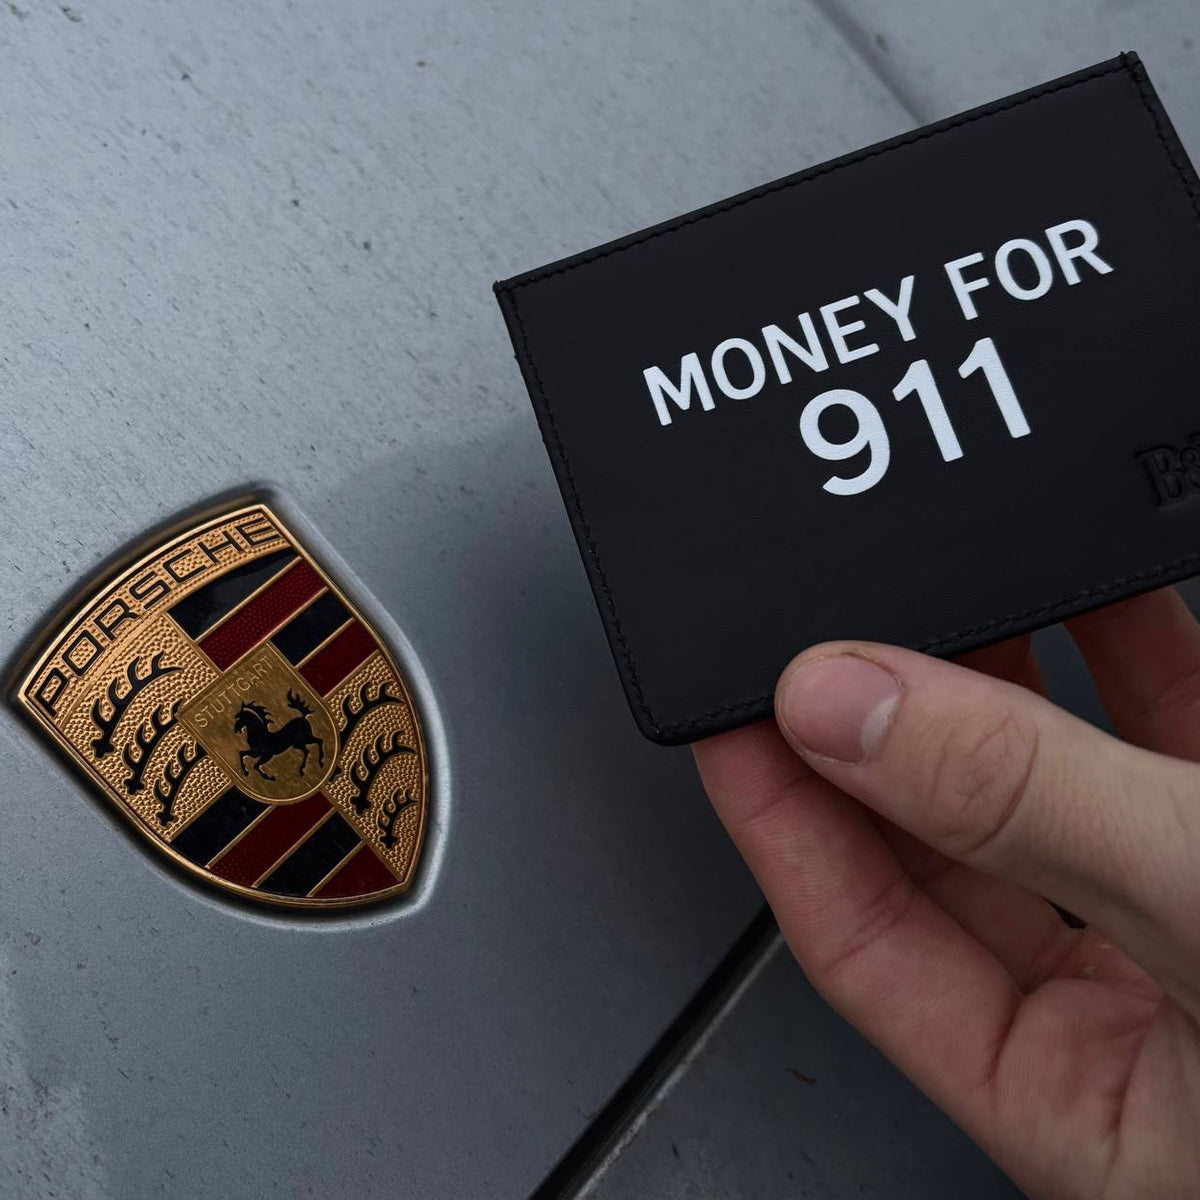 MONEY FOR
911
PORSCHE
STUTTGART